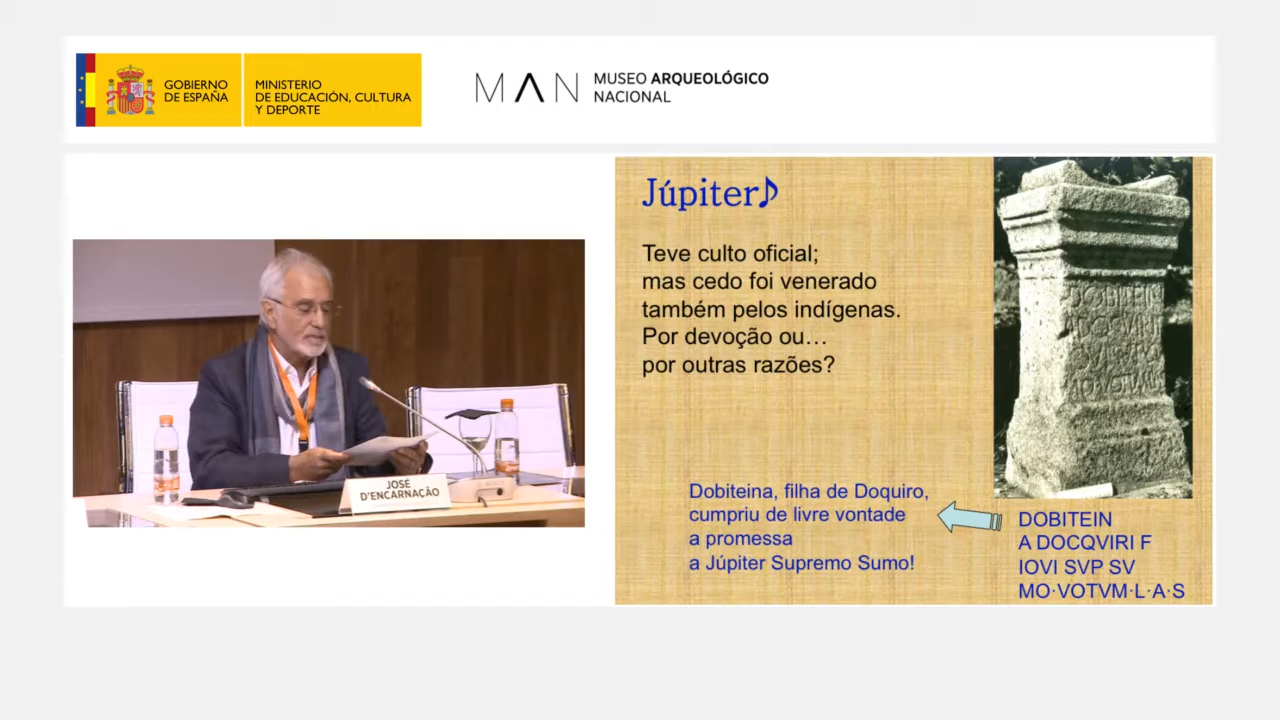 GOBIERNO
DE ESPAÑA
MINISTERIO
DE EDUCACIÓN, CULTURA
Y DEPORTE
MAN
MUSEO ARQUEOLÓGICO
NACIONAL
JOSÉ
D'ENCARNAÇÃO
Júpiter♪
Teve culto oficial;
mas cedo foi venerado
também pelos indígenas.
Por devoção ou…
por outras razões?
Dobiteina, filha de Doquiro,
cumpriu de livre vontade
a promessa
a Júpiter Supremo Sumo!
DOBITEIN
A DOCQVIRI F
IOVI SVP SV
MO·VOTVM·L·A·S